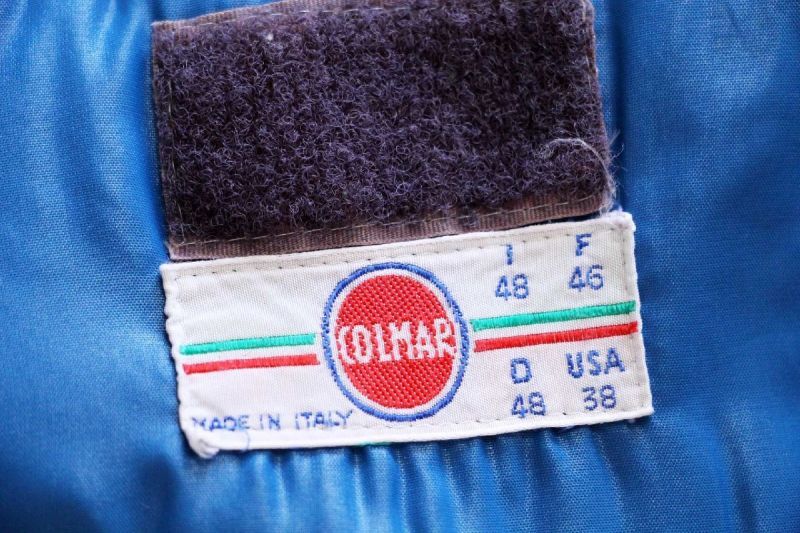 I F
48 46
COLMAR
D USA
48 38
MADE IN ITALY